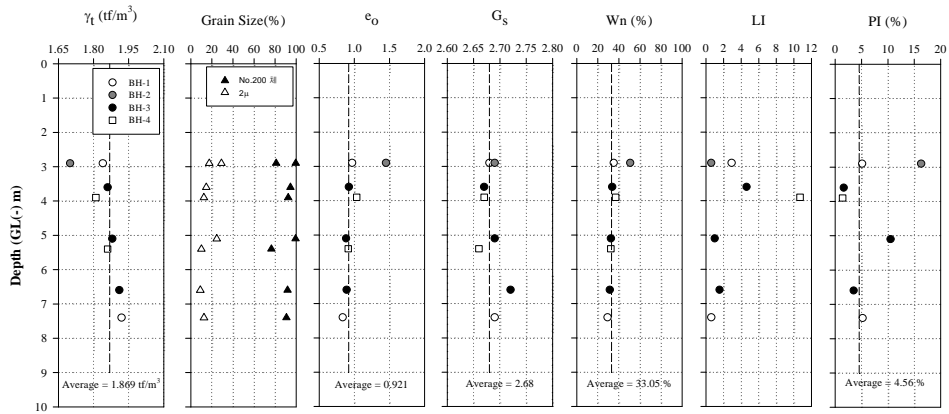 γt (tf/m³)
Grain Size(%)
eo
Gs
Wn (%)
LI
PI (%)
1.65 1.80 1.95 2.10
0 20 40 60 80 100
0.5 1.0 1.5 2.0
2.60 2.65 2.70 2.75 2.80
0 20 40 60 80 100
0 2 4 6 8 10 12
0 5 10 15 20
Depth (GL(-) m)
0
1
2
3
4
5
6
7
8
9
10
BH-1
BH-2
BH-3
BH-4
No.200 체
2μ
Average = 1.869 tf/m³
Average = 0.921
Average = 2.68
Average = 33.05 %
Average = 4.56 %